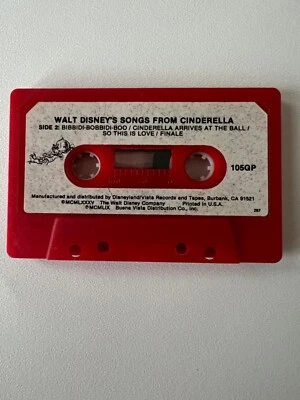 WALT DISNEY'S SONGS FROM CINDERELLA
SIDE 2: BIBBIDI-BOBBIDI-BOO / CINDERELLA ARRIVES AT THE BALL /
SO THIS IS LOVE / FINALE
105GP
Manufactured and distributed by Disneyland/Vista Records and Tapes, Burbank, CA 91521
©MCMLXXXV The Walt Disney Company Printed in U.S.A.
℗MCMLIX Buena Vista Distribution Co., Inc.